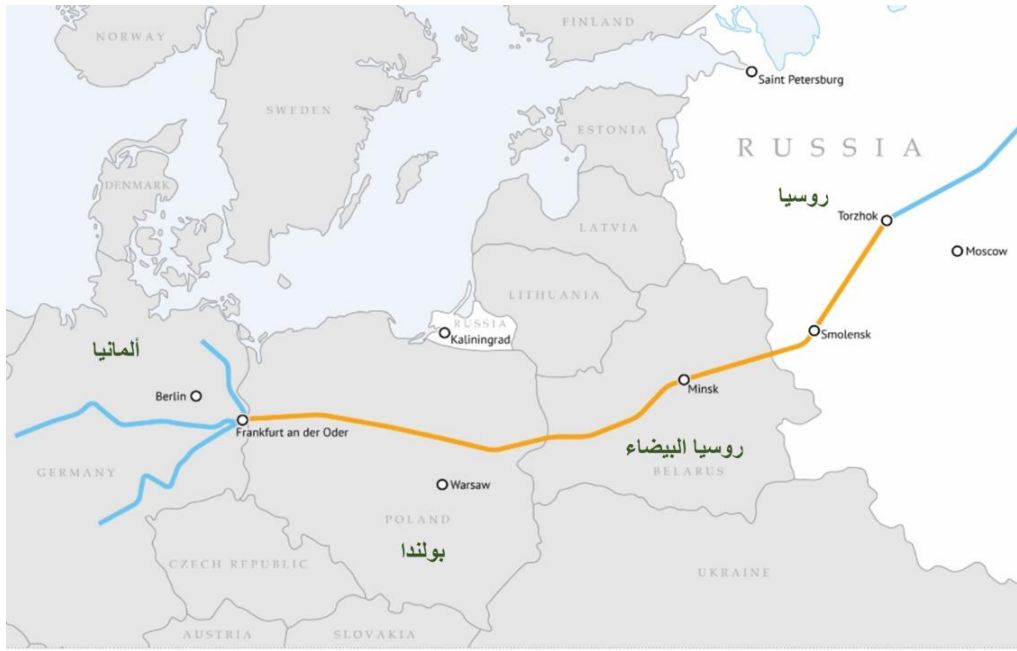 FINLAND
NORWAY
Saint Petersburg
SWEDEN
ESTONIA
RUSSIA
DENMARK
روسيا
Torzhok
LATVIA
Moscow
LITHUANIA
RUSSIA
Kaliningrad
Smolensk
ألمانيا
Minsk
Berlin
Frankfurt an der Oder
روسيا البيضاء
GERMANY
BELARUS
Warsaw
POLAND
بولندا
CZECH REPUBLIC
UKRAINE
AUSTRIA
SLOVAKIA